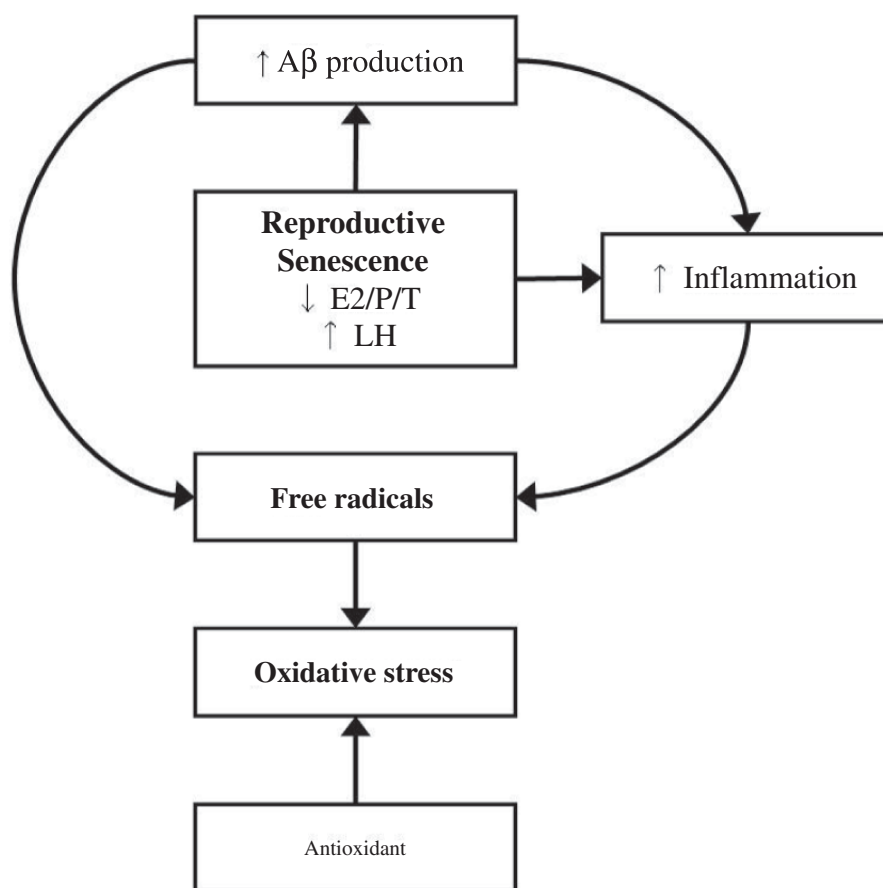 ↑ Aβ production
Reproductive
Senescence
↓ E2/P/T
↑ LH
↑ Inflammation
Free radicals
Oxidative stress
Antioxidant